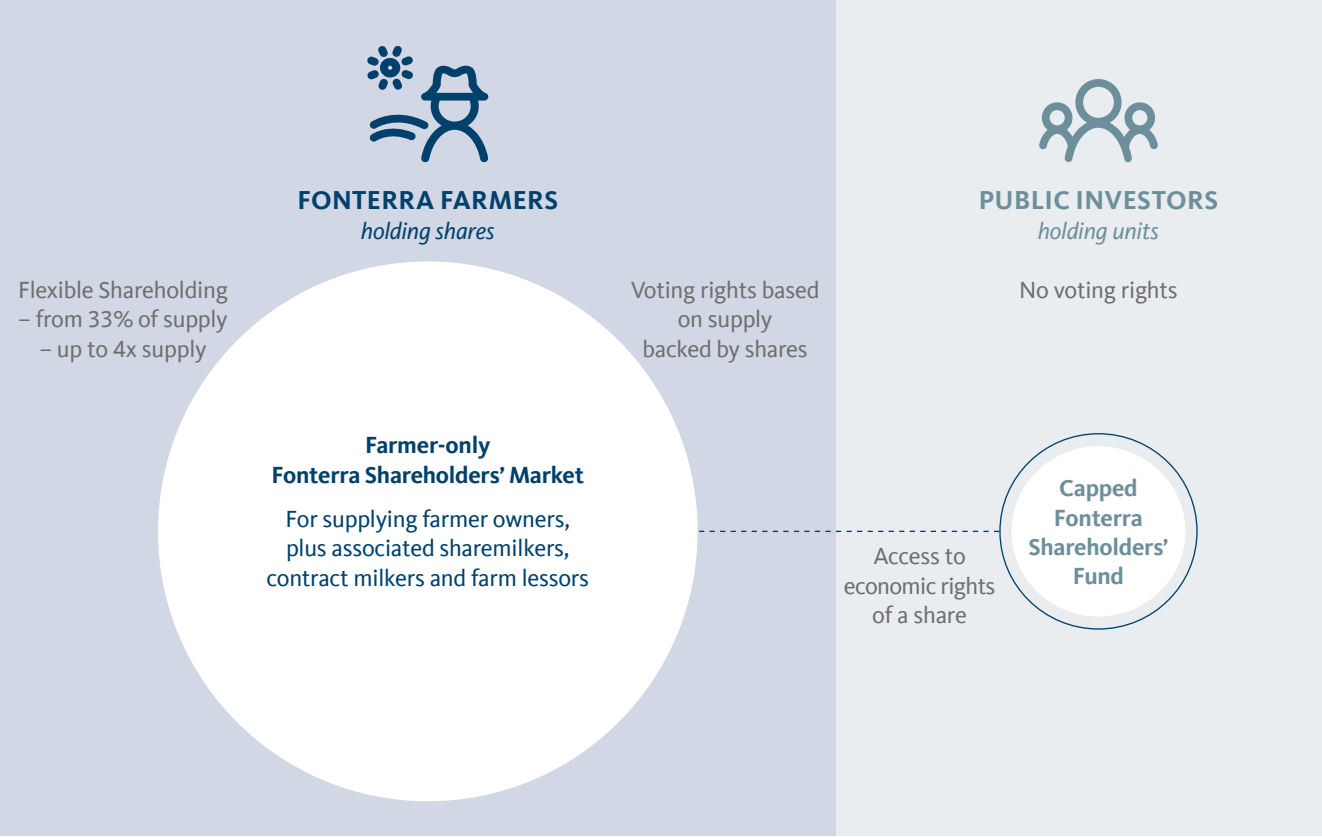 FONTERRA FARMERS
holding shares
Flexible Shareholding
– from 33% of supply
– up to 4x supply
Voting rights based
on supply
backed by shares
Farmer-only
Fonterra Shareholders’ Market
For supplying farmer owners,
plus associated sharemilkers,
contract milkers and farm lessors
PUBLIC INVESTORS
holding units
No voting rights
Access to
economic rights
of a share
Capped
Fonterra
Shareholders’
Fund